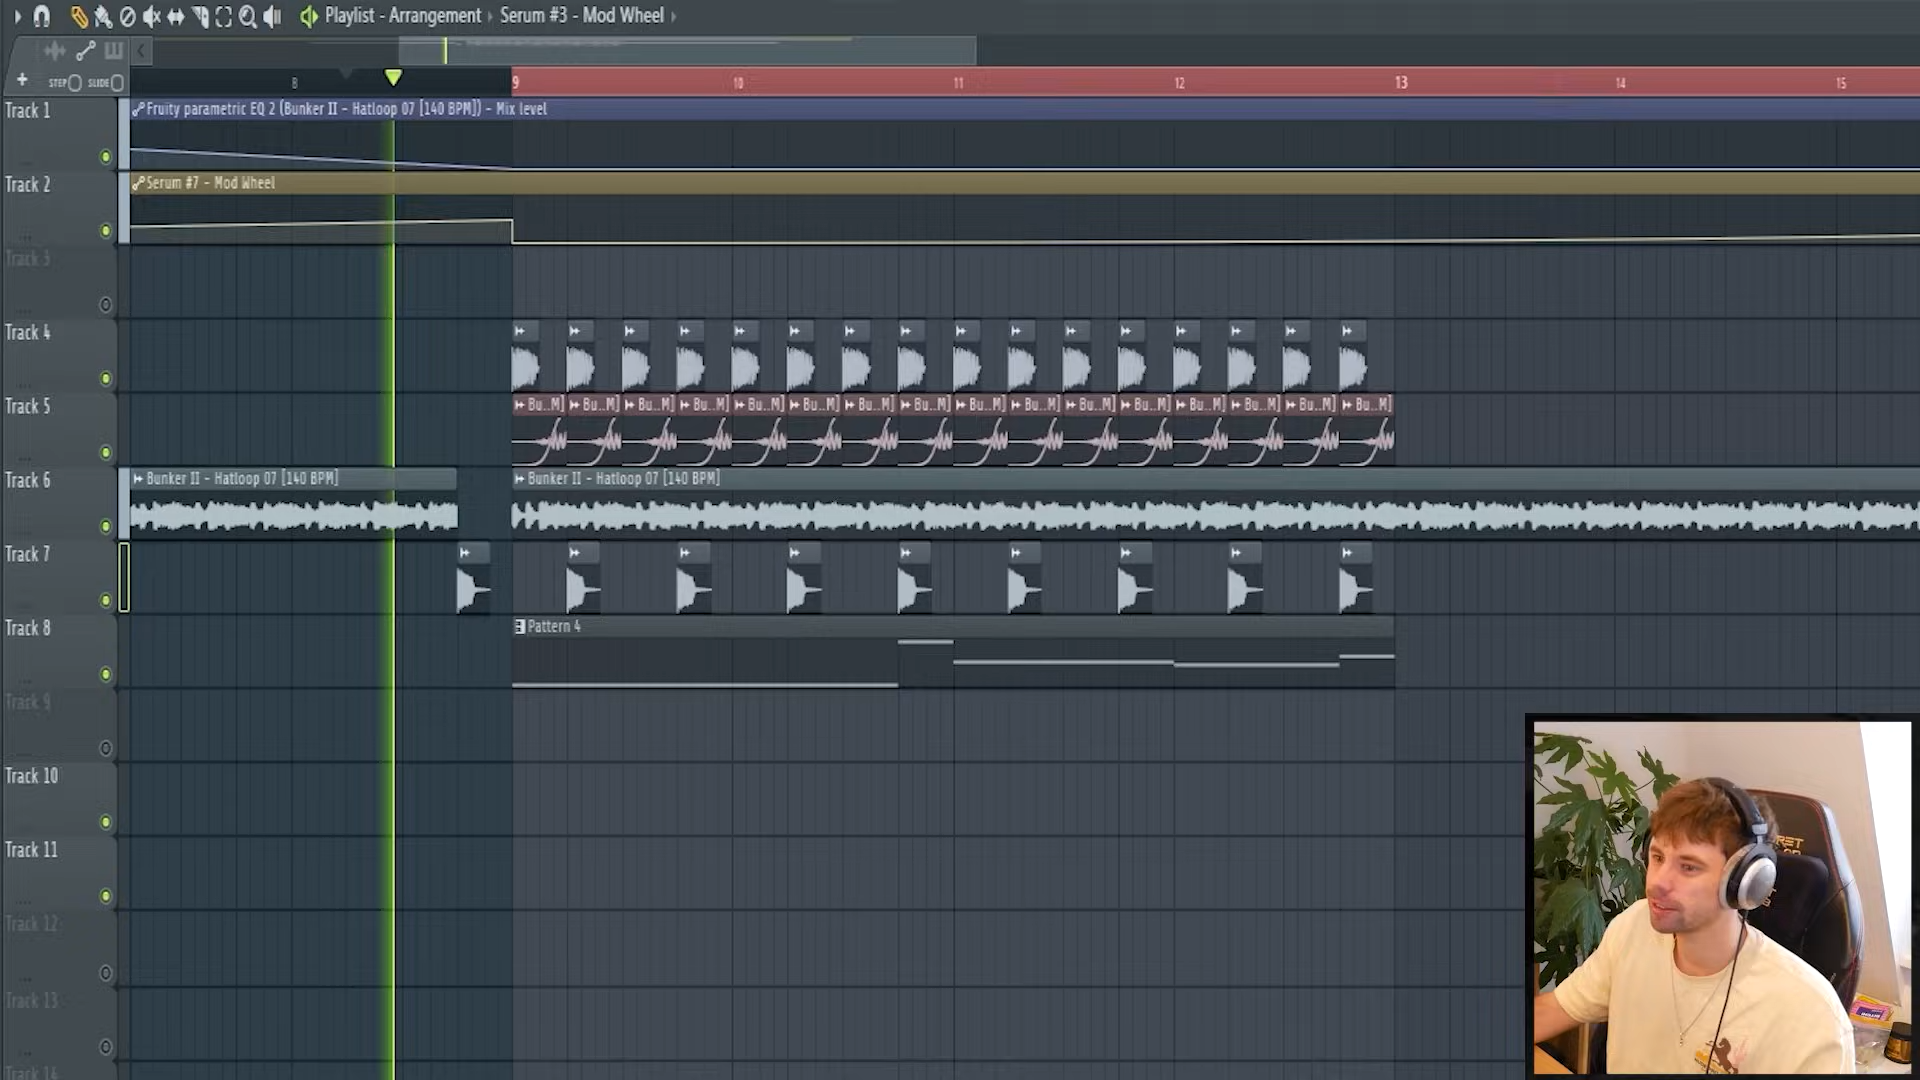 Playlist - Arrangement › Serum #3 - Mod Wheel ›
STEP SLIDE
8 9 10 11 12 13 14 15
Track 1
Fruity parametric EQ 2 (Bunker II - Hatloop 07 [140 BPM]) - Mix level
Track 2
Serum #7 - Mod Wheel
Track 3
Track 4
Track 5
Bu..M] Bu..M] Bu..M] Bu..M] Bu..M] Bu..M] Bu..M] Bu..M] Bu..M] Bu..M] Bu..M] Bu..M] Bu..M] Bu..M] Bu..M] Bu..M]
Track 6
Bunker II - Hatloop 07 [140 BPM] Bunker II - Hatloop 07 [140 BPM]
Track 7
Track 8
Pattern 4
Track 9
Track 10
Track 11
Track 12
Track 13
Track 14